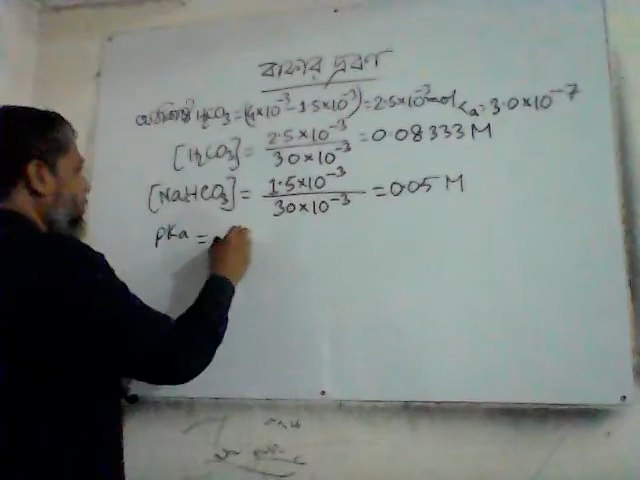 বাফার দ্রবণ
অবশিষ্ট H₂CO₃ = (4×10⁻³ - 1.5×10⁻³) = 2.5×10⁻³ mol Ka = 3.0×10⁻⁷
[H₂CO₃] = 2.5×10⁻³ / 30×10⁻³ = 0.08333 M
[NaHCO₃] = 1.5×10⁻³ / 30×10⁻³ = 0.05 M
pKa =